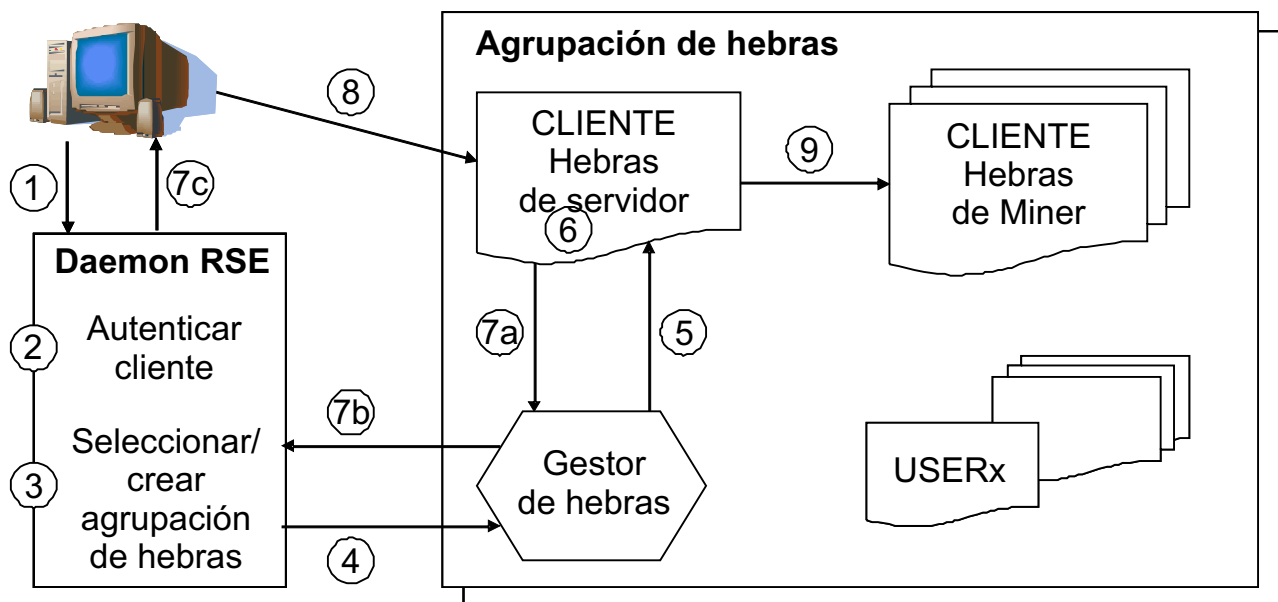 Agrupación de hebras
8
CLIENTE
Hebras
de servidor
6
9
CLIENTE
Hebras
de Miner
1
7c
Daemon RSE
2
Autenticar
cliente
7a
5
7b
3
Seleccionar/
crear
agrupación
de hebras
4
Gestor
de hebras
USERx